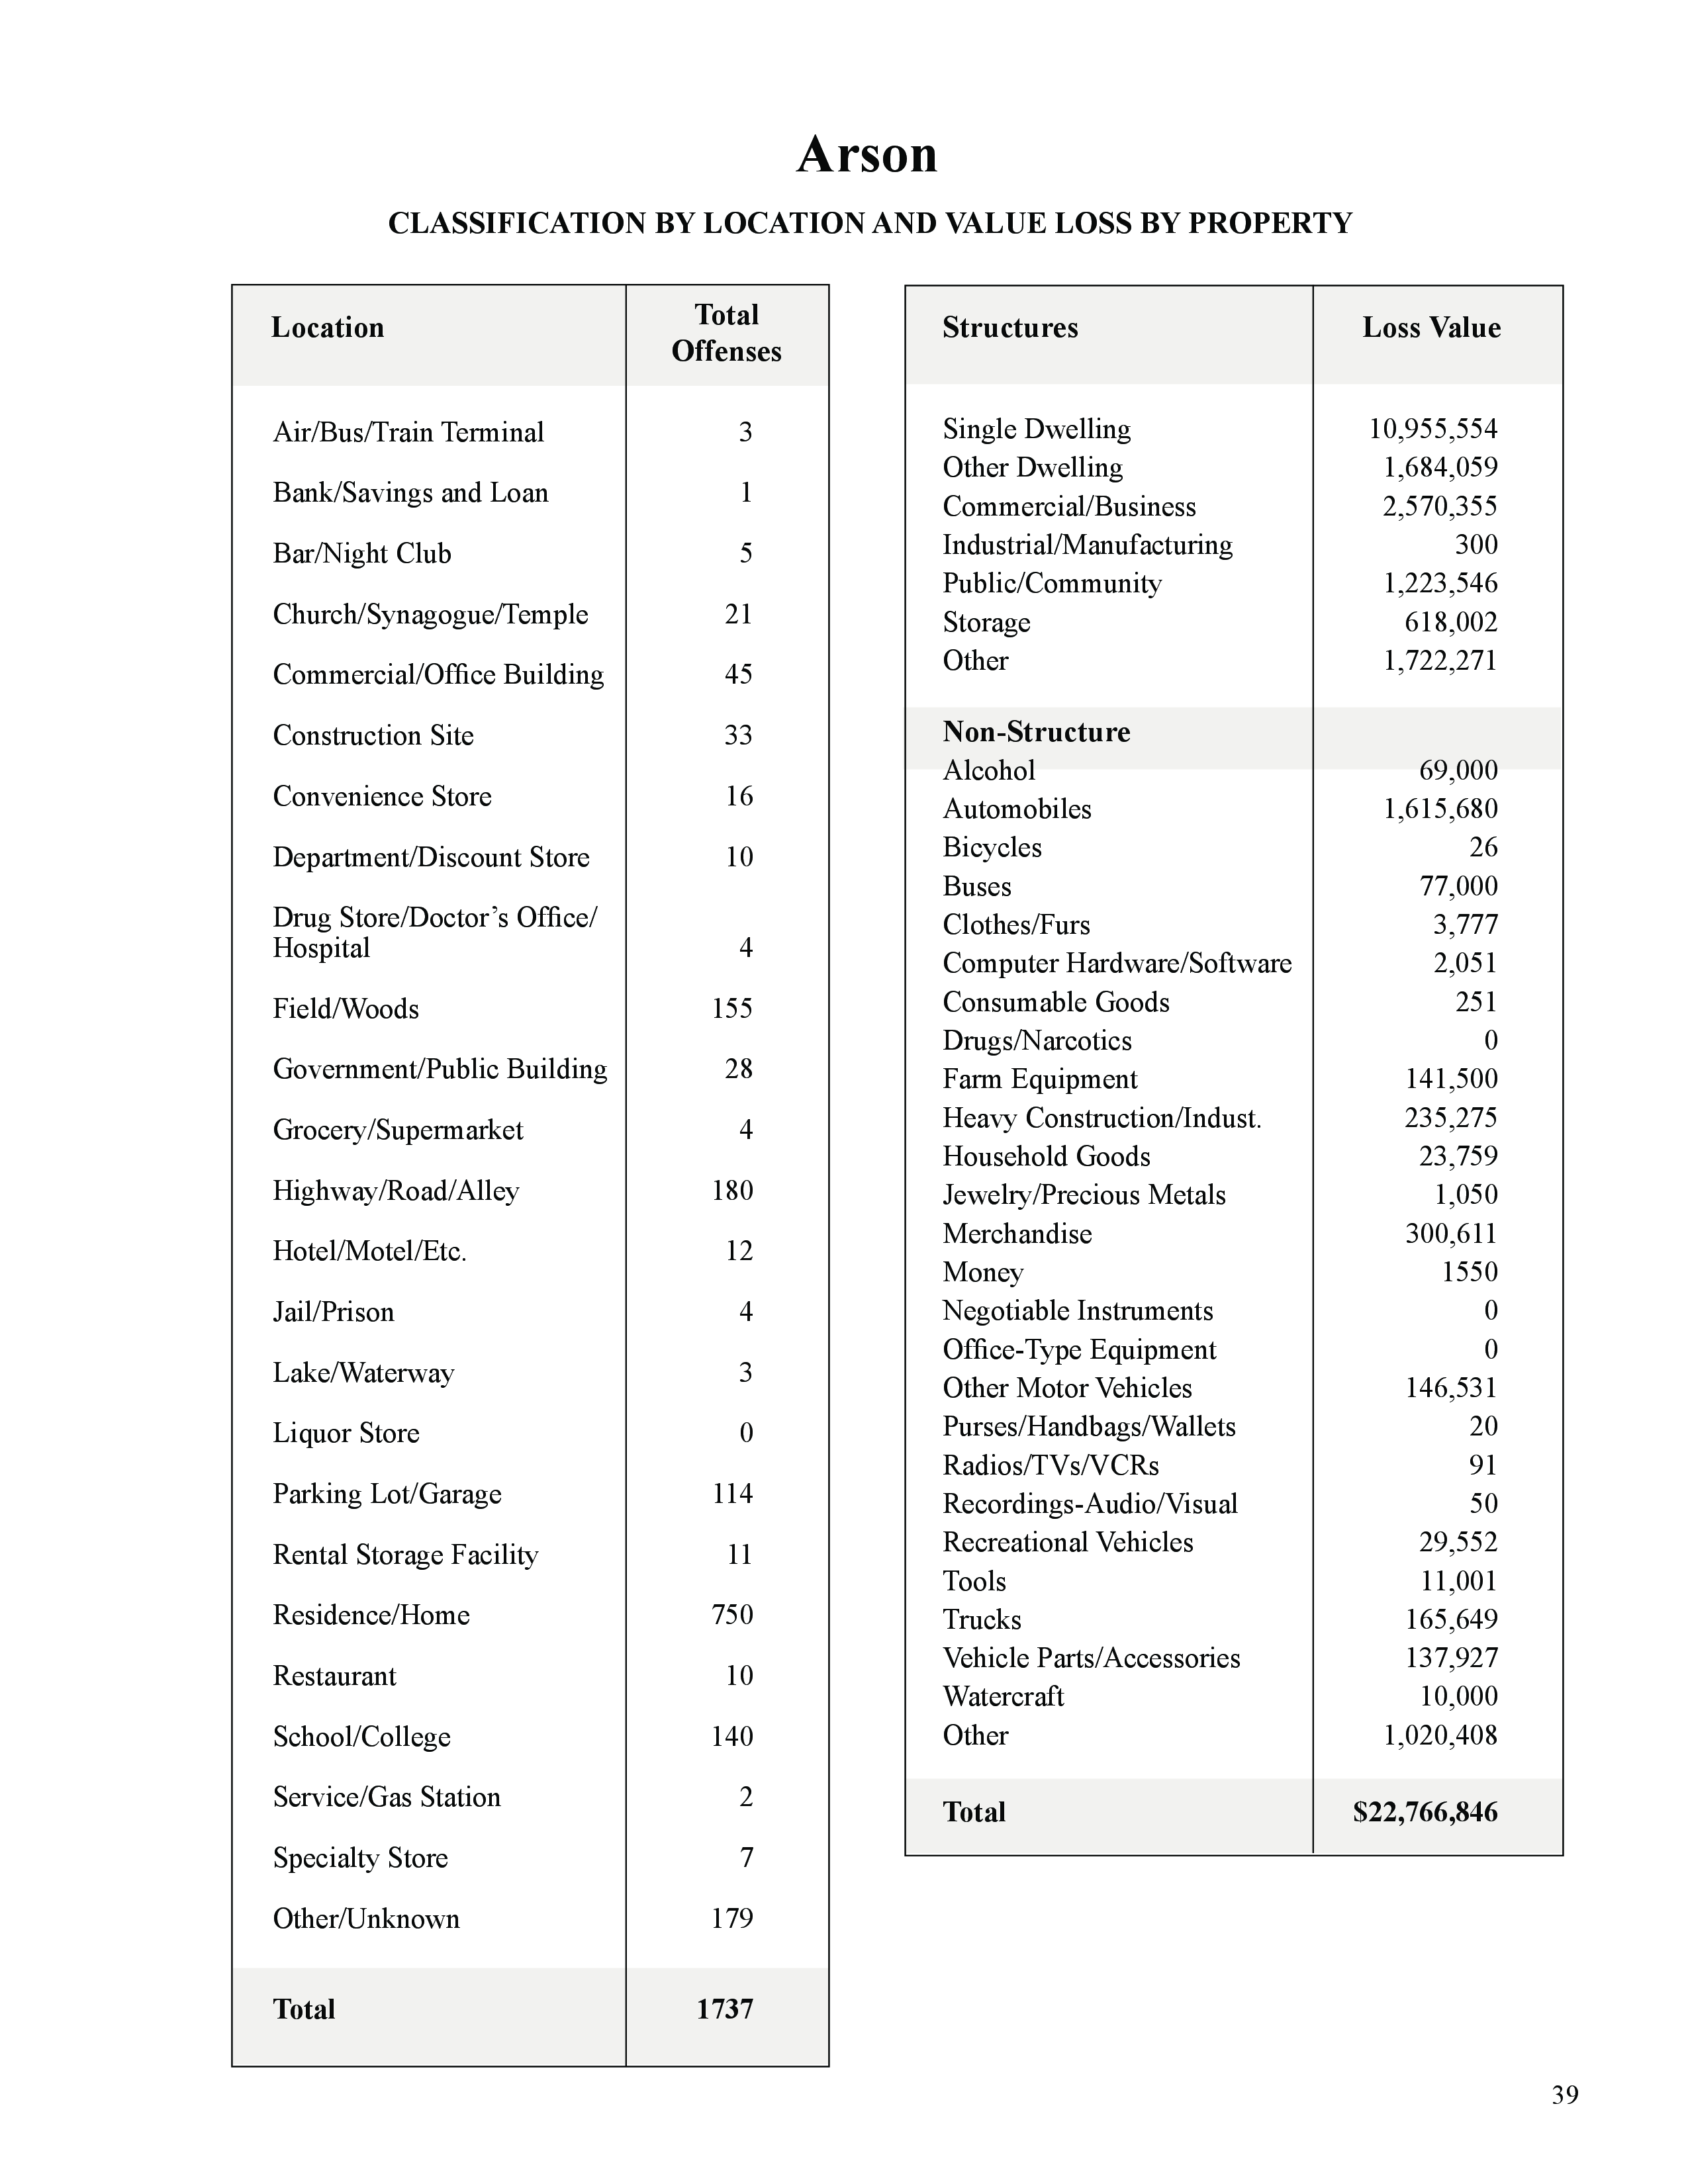 Arson
CLASSIFICATION BY LOCATION AND VALUE LOSS BY PROPERTY
Location Total Offenses
Air/Bus/Train Terminal 3
Bank/Savings and Loan 1
Bar/Night Club 5
Church/Synagogue/Temple 21
Commercial/Office Building 45
Construction Site 33
Convenience Store 16
Department/Discount Store 10
Drug Store/Doctor’s Office/
Hospital 4
Field/Woods 155
Government/Public Building 28
Grocery/Supermarket 4
Highway/Road/Alley 180
Hotel/Motel/Etc. 12
Jail/Prison 4
Lake/Waterway 3
Liquor Store 0
Parking Lot/Garage 114
Rental Storage Facility 11
Residence/Home 750
Restaurant 10
School/College 140
Service/Gas Station 2
Specialty Store 7
Other/Unknown 179
Total 1737
Structures Loss Value
Single Dwelling 10,955,554
Other Dwelling 1,684,059
Commercial/Business 2,570,355
Industrial/Manufacturing 300
Public/Community 1,223,546
Storage 618,002
Other 1,722,271
Non-Structure
Alcohol 69,000
Automobiles 1,615,680
Bicycles 26
Buses 77,000
Clothes/Furs 3,777
Computer Hardware/Software 2,051
Consumable Goods 251
Drugs/Narcotics 0
Farm Equipment 141,500
Heavy Construction/Indust. 235,275
Household Goods 23,759
Jewelry/Precious Metals 1,050
Merchandise 300,611
Money 1550
Negotiable Instruments 0
Office-Type Equipment 0
Other Motor Vehicles 146,531
Purses/Handbags/Wallets 20
Radios/TVs/VCRs 91
Recordings-Audio/Visual 50
Recreational Vehicles 29,552
Tools 11,001
Trucks 165,649
Vehicle Parts/Accessories 137,927
Watercraft 10,000
Other 1,020,408
Total $22,766,846
39